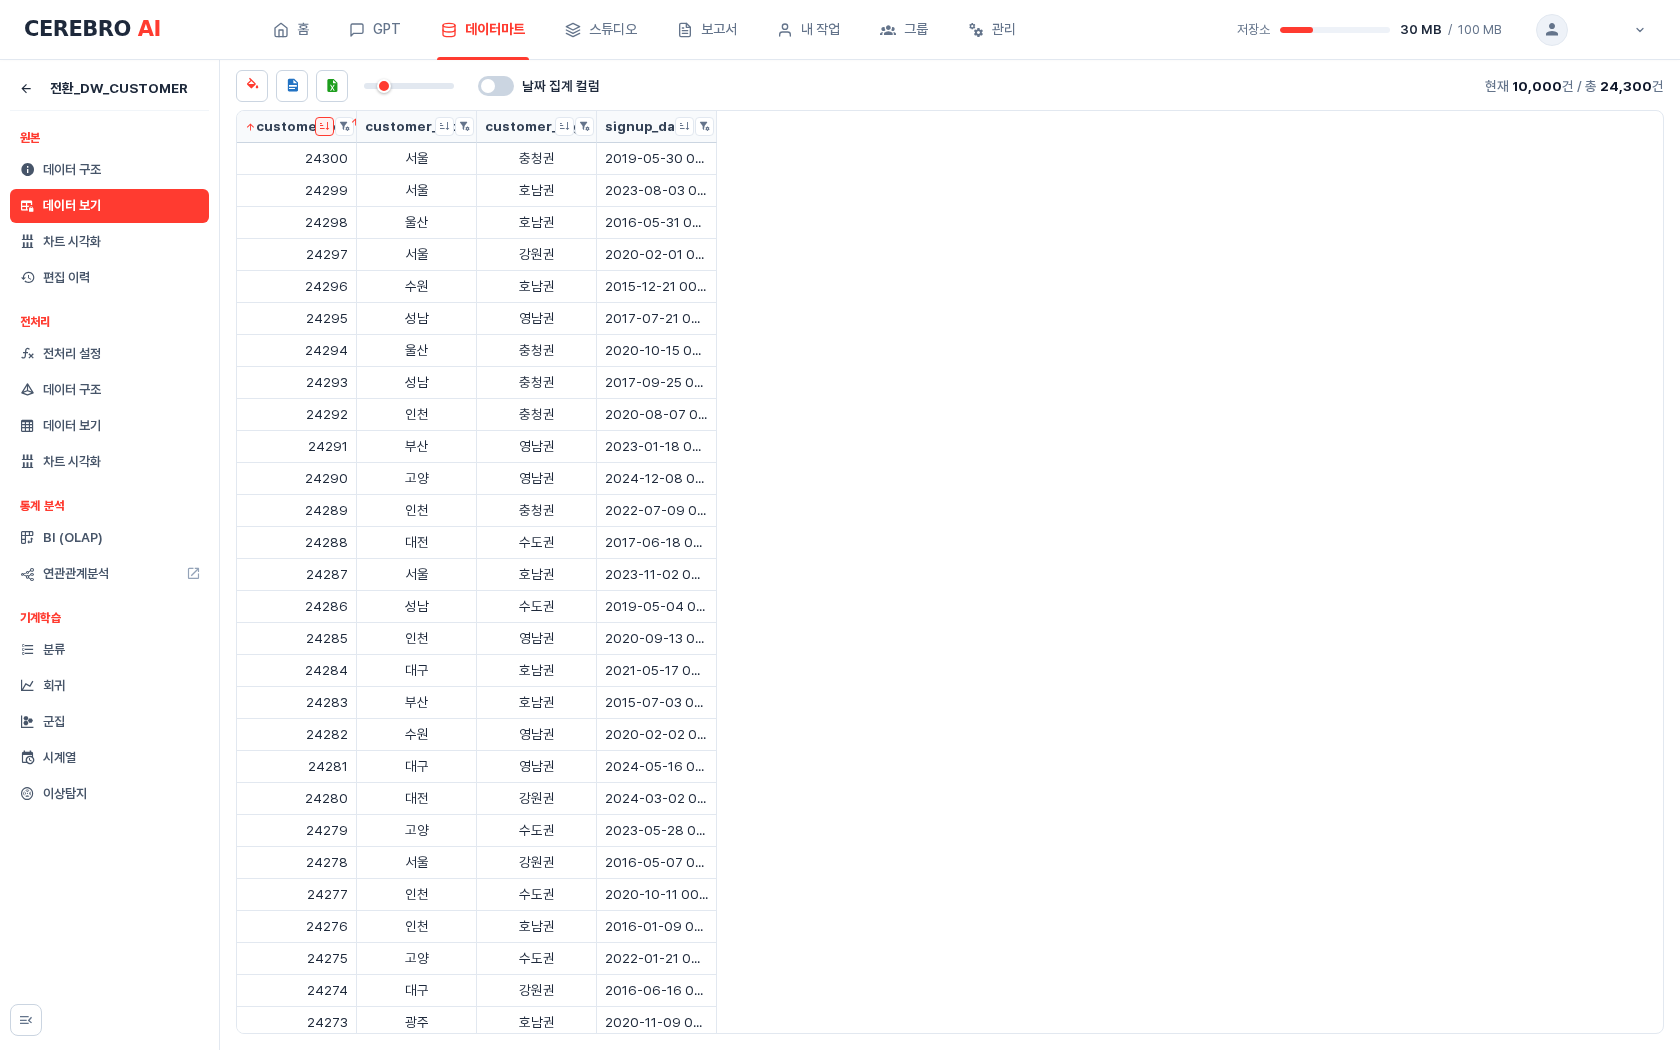 CEREBRO AI
홈
GPT
데이터마트
스튜디오
보고서
내 작업
그룹
관리
저장소
30 MB / 100 MB
전환_DW_CUSTOMER
원본
데이터 구조
데이터 보기
차트 시각화
편집 이력
전처리
전처리 설정
데이터 구조
데이터 보기
차트 시각화
통계 분석
BI (OLAP)
연관관계분석
기계학습
분류
회귀
군집
시계열
이상탐지
날짜 집계 컬럼
현재 10,000건 / 총 24,300건
custome customer_ customer_ signup_da
24300 서울 충청권 2019-05-30 0...
24299 서울 호남권 2023-08-03 0...
24298 울산 호남권 2016-05-31 0...
24297 서울 강원권 2020-02-01 0...
24296 수원 호남권 2015-12-21 00...
24295 성남 영남권 2017-07-21 0...
24294 울산 충청권 2020-10-15 0...
24293 성남 충청권 2017-09-25 0...
24292 인천 충청권 2020-08-07 0...
24291 부산 영남권 2023-01-18 0...
24290 고양 영남권 2024-12-08 0...
24289 인천 충청권 2022-07-09 0...
24288 대전 수도권 2017-06-18 0...
24287 서울 호남권 2023-11-02 0...
24286 성남 수도권 2019-05-04 0...
24285 인천 영남권 2020-09-13 0...
24284 대구 호남권 2021-05-17 0...
24283 부산 호남권 2015-07-03 0...
24282 수원 영남권 2020-02-02 0...
24281 대구 영남권 2024-05-16 0...
24280 대전 강원권 2024-03-02 0...
24279 고양 수도권 2023-05-28 0...
24278 서울 강원권 2016-05-07 0...
24277 인천 수도권 2020-10-11 00...
24276 인천 호남권 2016-01-09 0...
24275 고양 수도권 2022-01-21 0...
24274 대구 강원권 2016-06-16 0...
24273 광주 호남권 2020-11-09 0...